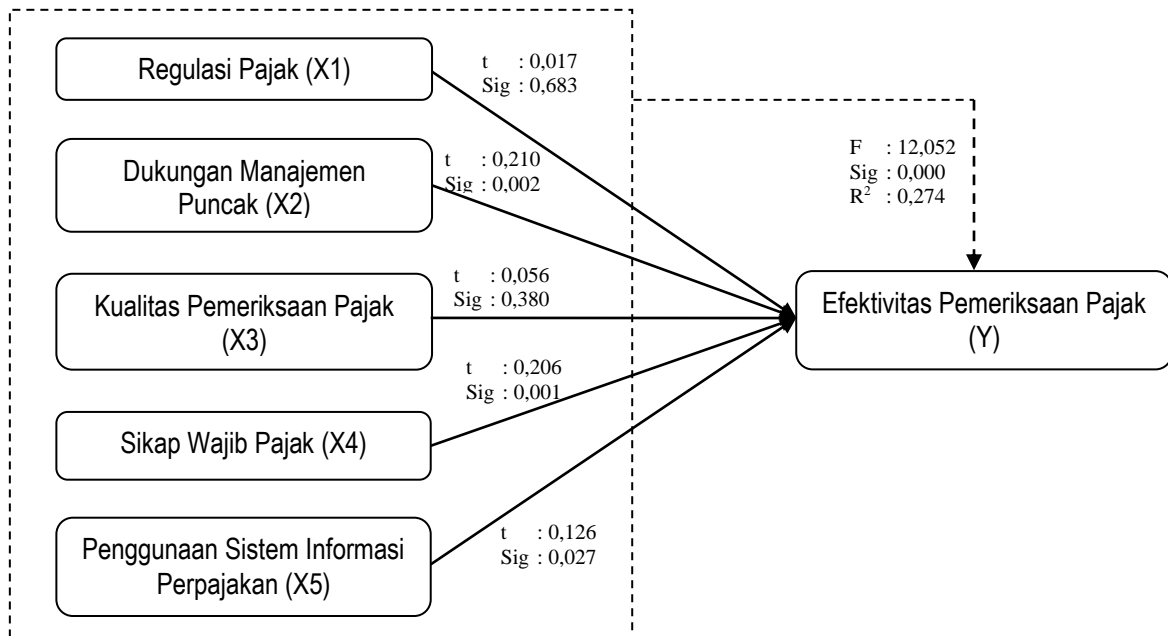 Regulasi Pajak (X1)
t : 0,017
Sig : 0,683
Dukungan Manajemen
Puncak (X2)
t : 0,210
Sig : 0,002
F : 12,052
Sig : 0,000
R² : 0,274
Kualitas Pemeriksaan Pajak
(X3)
t : 0,056
Sig : 0,380
Efektivitas Pemeriksaan Pajak
(Y)
Sikap Wajib Pajak (X4)
t : 0,206
Sig : 0,001
Penggunaan Sistem Informasi
Perpajakan (X5)
t : 0,126
Sig : 0,027